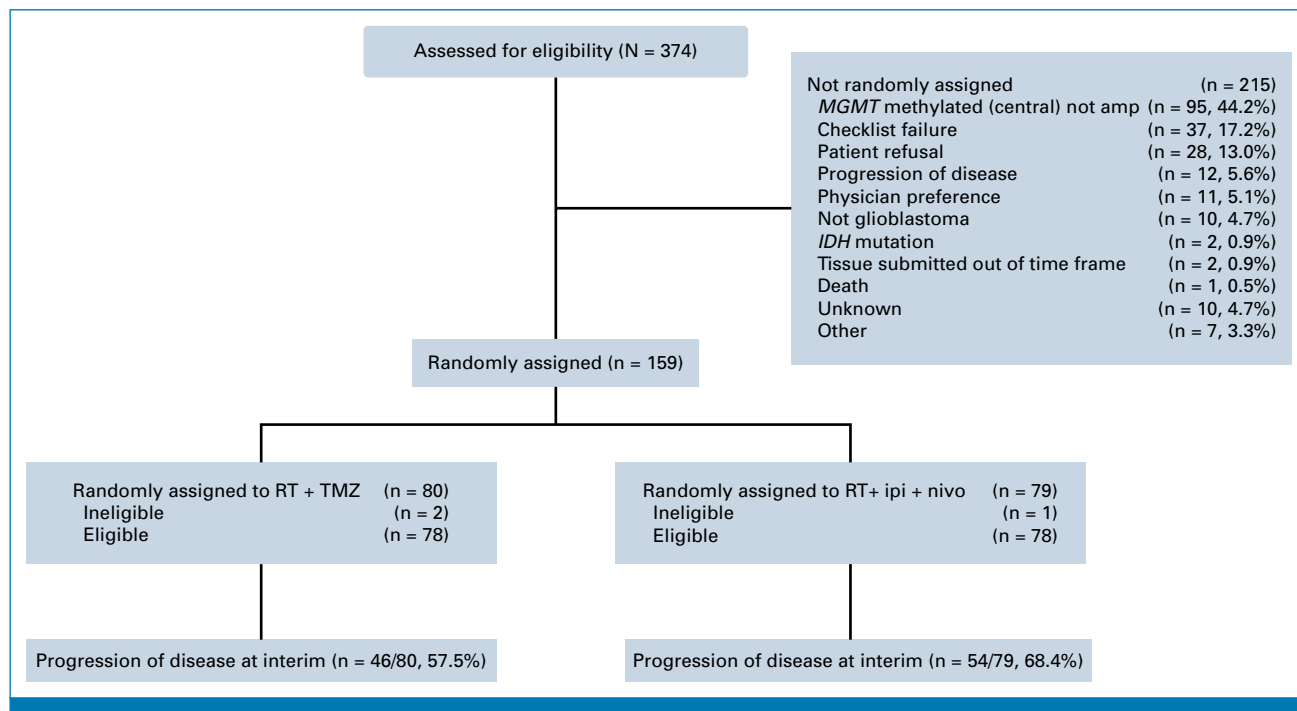 Assessed for eligibility (N = 374)
Not randomly assigned (n = 215)
MGMT methylated (central) not amp (n = 95, 44.2%)
Checklist failure (n = 37, 17.2%)
Patient refusal (n = 28, 13.0%)
Progression of disease (n = 12, 5.6%)
Physician preference (n = 11, 5.1%)
Not glioblastoma (n = 10, 4.7%)
IDH mutation (n = 2, 0.9%)
Tissue submitted out of time frame (n = 2, 0.9%)
Death (n = 1, 0.5%)
Unknown (n = 10, 4.7%)
Other (n = 7, 3.3%)
Randomly assigned (n = 159)
Randomly assigned to RT + TMZ (n = 80)
Ineligible (n = 2)
Eligible (n = 78)
Randomly assigned to RT+ ipi + nivo (n = 79)
Ineligible (n = 1)
Eligible (n = 78)
Progression of disease at interim (n = 46/80, 57.5%)
Progression of disease at interim (n = 54/79, 68.4%)